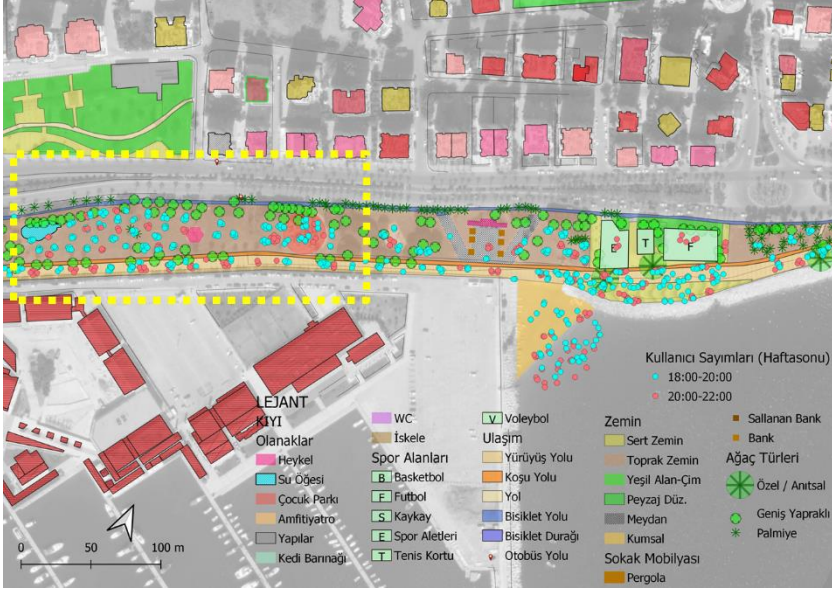 E
T
F
Kullanıcı Sayımları (Haftasonu)
18:00-20:00
20:00-22:00
LEJANT
KIYI
Olanaklar
Heykel
Su Öğesi
Çocuk Parkı
Amfitiyatro
Yapılar
Kedi Barınağı
WC
İskele
Spor Alanları
B Basketbol
F Futbol
S Kaykay
E Spor Aletleri
T Tenis Kortu
V Voleybol
Ulaşım
Yürüyüş Yolu
Koşu Yolu
Yol
Bisiklet Yolu
Bisiklet Durağı
Otobüs Yolu
Zemin
Sert Zemin
Toprak Zemin
Yeşil Alan-Çim
Peyzaj Düz.
Meydan
Kumsal
Sokak Mobilyası
Pergola
Sallanan Bank
Bank
Ağaç Türleri
Özel / Anıtsal
Geniş Yapraklı
Palmiye
0 50 100 m